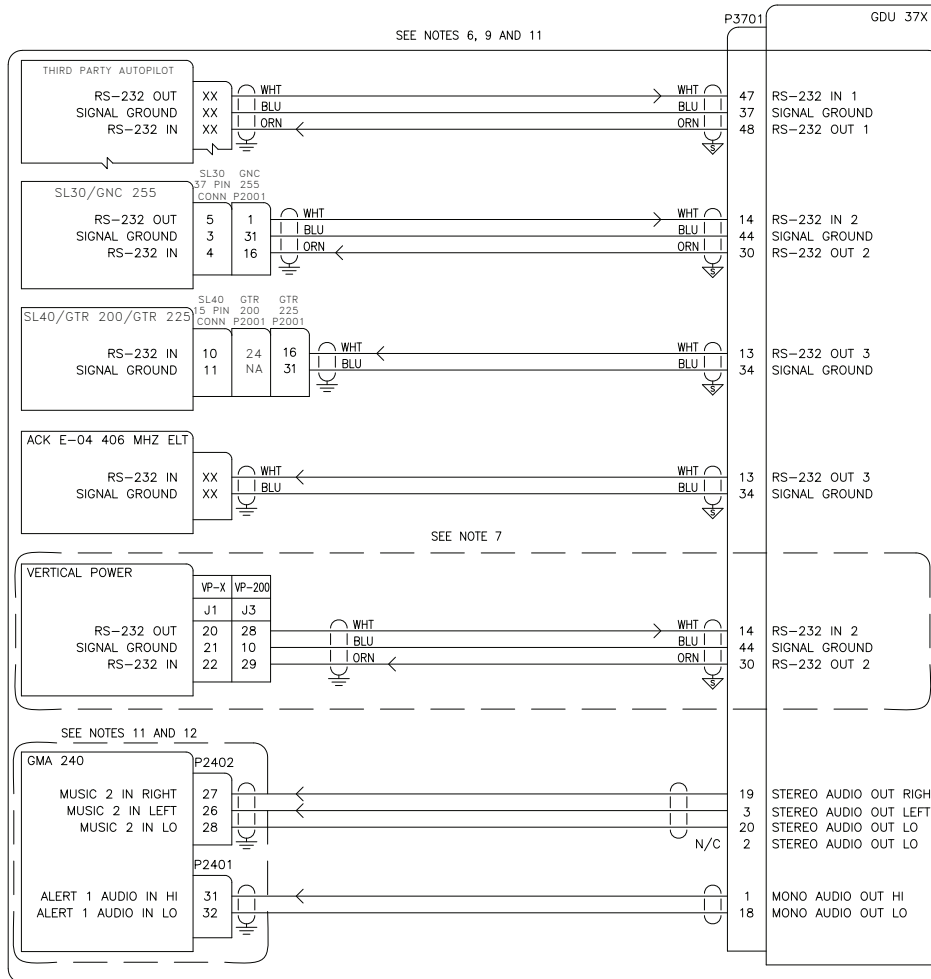 P3701
GDU 37X
SEE NOTES 6, 9 AND 11
THIRD PARTY AUTOPILOT
RS-232 OUT XX WHT WHT 47 RS-232 IN 1
SIGNAL GROUND XX BLU BLU 37 SIGNAL GROUND
RS-232 IN XX ORN ORN 48 RS-232 OUT 1
S
SL30/GNC 255
SL30 GNC
37 PIN 255
CONN P2001
RS-232 OUT 5 1 WHT WHT 14 RS-232 IN 2
SIGNAL GROUND 3 31 BLU BLU 44 SIGNAL GROUND
RS-232 IN 4 16 ORN ORN 30 RS-232 OUT 2
S
SL40/GTR 200/GTR 225
SL40 GTR GTR
15 PIN 200 225
CONN P2001 P2001
RS-232 IN 10 24 16 WHT WHT 13 RS-232 OUT 3
SIGNAL GROUND 11 NA 31 BLU BLU 34 SIGNAL GROUND
S
ACK E-04 406 MHZ ELT
RS-232 IN XX WHT WHT 13 RS-232 OUT 3
SIGNAL GROUND XX BLU BLU 34 SIGNAL GROUND
S
SEE NOTE 7
VERTICAL POWER
VP-X VP-200
J1 J3
RS-232 OUT 20 28 WHT WHT 14 RS-232 IN 2
SIGNAL GROUND 21 10 BLU BLU 44 SIGNAL GROUND
RS-232 IN 22 29 ORN ORN 30 RS-232 OUT 2
S
SEE NOTES 11 AND 12
GMA 240
P2402
MUSIC 2 IN RIGHT 27 19 STEREO AUDIO OUT RIGH
MUSIC 2 IN LEFT 26 3 STEREO AUDIO OUT LEFT
MUSIC 2 IN LO 28 20 STEREO AUDIO OUT LO
N/C 2 STEREO AUDIO OUT LO
P2401
ALERT 1 AUDIO IN HI 31 1 MONO AUDIO OUT HI
ALERT 1 AUDIO IN LO 32 18 MONO AUDIO OUT LO